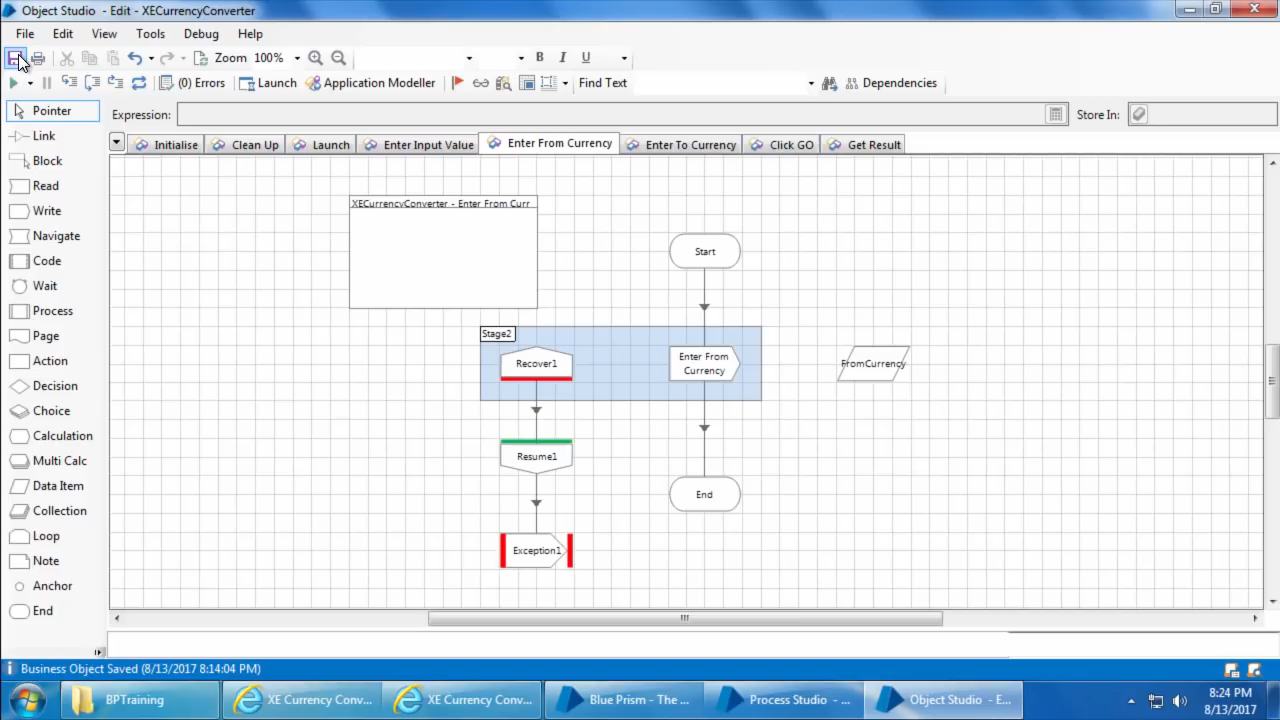 Object Studio - Edit - XECurrencyConverter
File Edit View Tools Debug Help
Zoom 100% B I U
(0) Errors Launch Application Modeller Find Text Dependencies
Pointer
Expression: Store In:
Link
Initialise Clean Up Launch Enter Input Value Enter From Currency Enter To Currency Click GO Get Result
Block
Read
Write
Navigate
Code
Wait
Process
Page
Action
Decision
Choice
Calculation
Multi Calc
Data Item
Collection
Loop
Note
Anchor
End
XECurrencyConverter - Enter From Curr
Start
Stage2
Recover1
Enter From
Currency
FromCurrency
Resume1
End
Exception1
Business Object Saved (8/13/2017 8:14:04 PM)
BPTraining XE Currency Conv... XE Currency Conv... Blue Prism - The ... Process Studio - ... Object Studio - E...
8:24 PM
8/13/2017